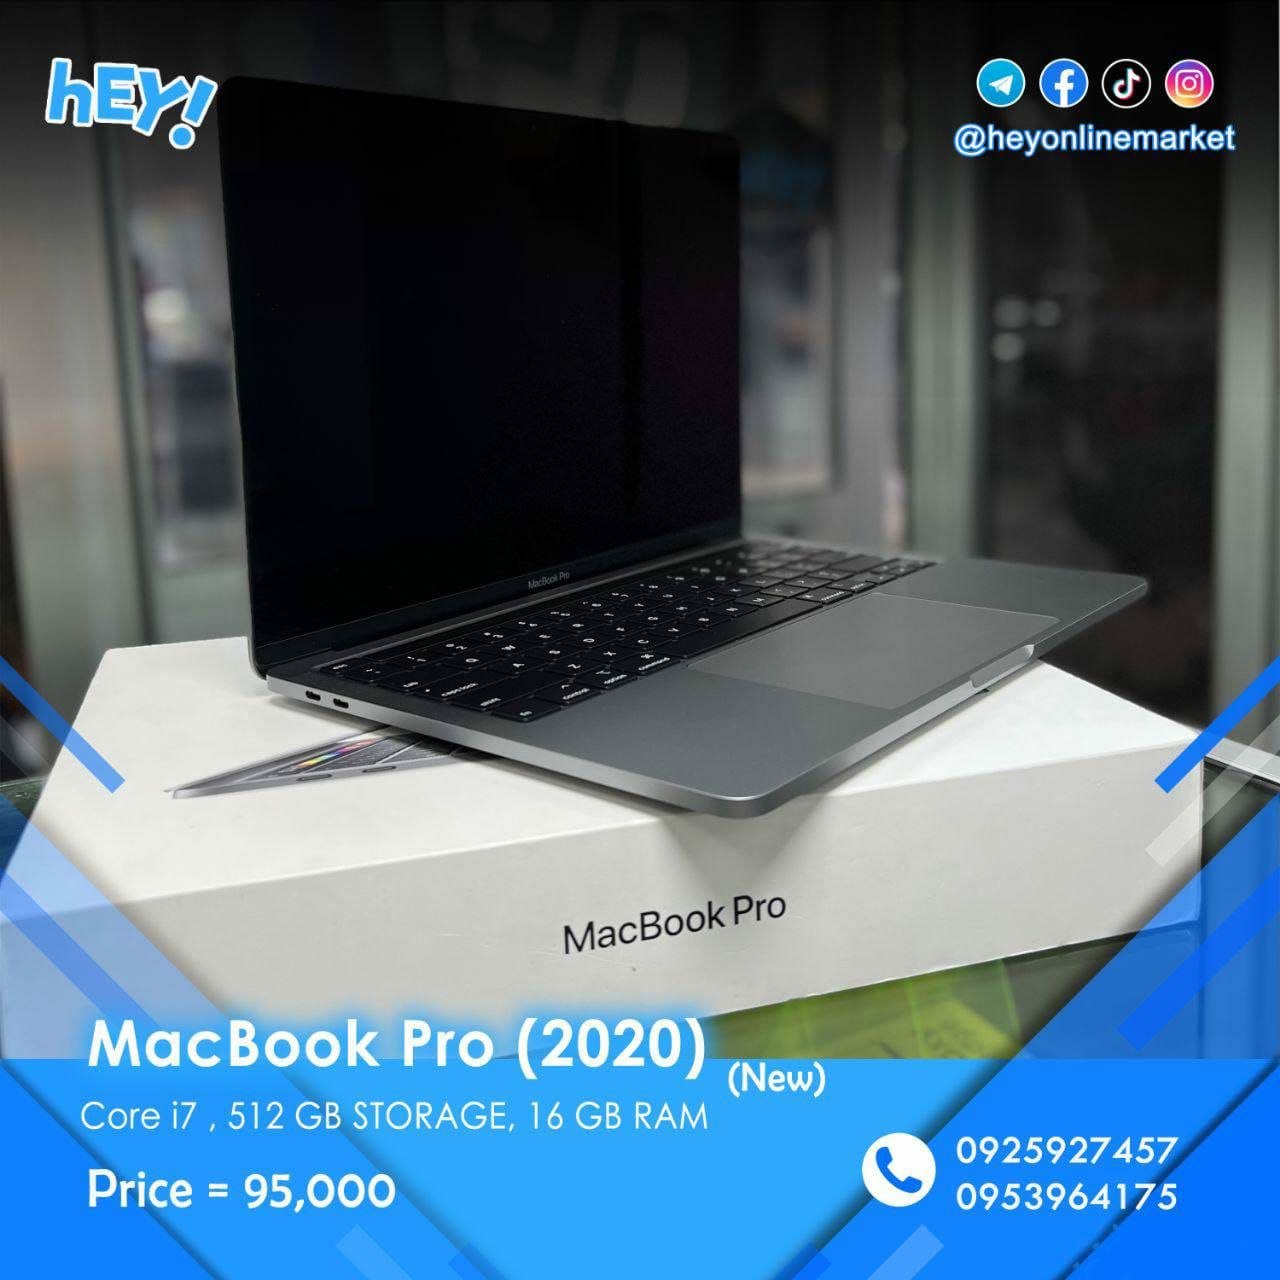 hEY!
@heyonlinemarket
MacBook Pro
MacBook Pro
MacBook Pro (2020)
(New)
Core i7 , 512 GB STORAGE, 16 GB RAM
Price = 95,000
0925927457
0953964175